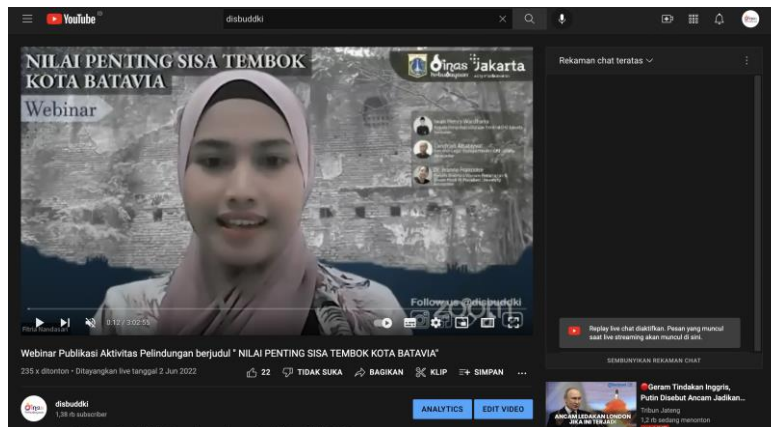 YouTube
ID
disbuddki
NILAI PENTING SISA TEMBOK
KOTA BATAVIA
Webinar
Dinas
Kebudayaan
Jakarta
Follow us @disbuddki
zoom
Fitria Nandasari
0:12 / 3:02:55
Webinar Publikasi Aktivitas Pelindungan berjudul " NILAI PENTING SISA TEMBOK KOTA BATAVIA"
235 x ditonton • Ditayangkan live tanggal 2 Jun 2022
22
TIDAK SUKA
BAGIKAN
KLIP
SIMPAN
disbuddki
1,38 rb subscriber
ANALYTICS
EDIT VIDEO
Rekaman chat teratas
Replay live chat diaktifkan. Pesan yang muncul
saat live streaming akan muncul di sini.
SEMBUNYIKAN REKAMAN CHAT
ANCAM LEDAKAN LONDON
JIKA INI TERJADI
Geram Tindakan Inggris,
Putin Disebut Ancam Jadikan...
Tribun Jateng
1,2 rb sedang menonton